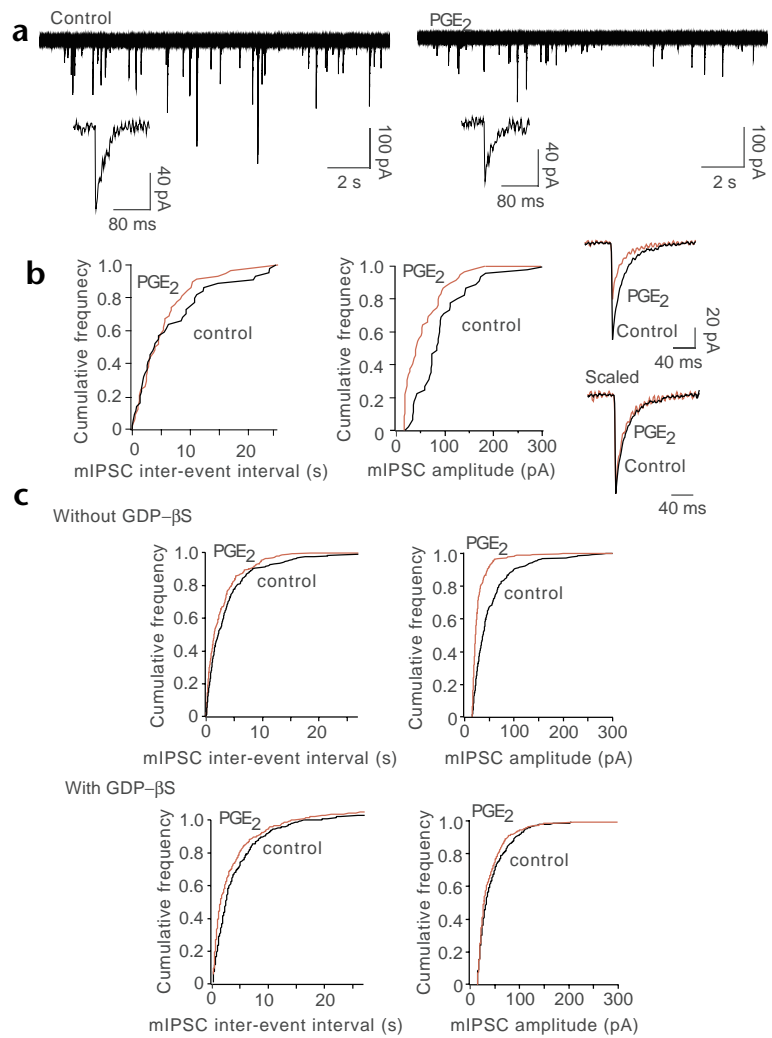 a
Control
PGE2
100 pA
2 s
40 pA
80 ms
100 pA
2 s
40 pA
80 ms
b
Cumulative frequnecy
1.0
0.8
0.6
0.4
0.2
0
PGE2
control
0 10 20
mIPSC inter-event interval (s)
Cumulative frequency
1.0
0.8
0.6
0.4
0.2
0
PGE2
control
0 100 200 300
mIPSC amplitude (pA)
PGE2
Control
20 pA
40 ms
Scaled
PGE2
Control
40 ms
c
Without GDP–βS
Cumulative frequency
1.0
0.8
0.6
0.4
0.2
0
PGE2
control
0 10 20
mIPSC inter-event interval (s)
Cumulative frequency
1.0
0.8
0.6
0.4
0.2
0
PGE2
control
0 100 200 300
mIPSC amplitude (pA)
With GDP–βS
Cumulative frequency
1.0
0.8
0.6
0.4
0.2
0
PGE2
control
0 10 20
mIPSC inter-event interval (s)
Cumulative frequency
1.0
0.8
0.6
0.4
0.2
0
PGE2
control
0 100 200 300
mIPSC amplitude (pA)